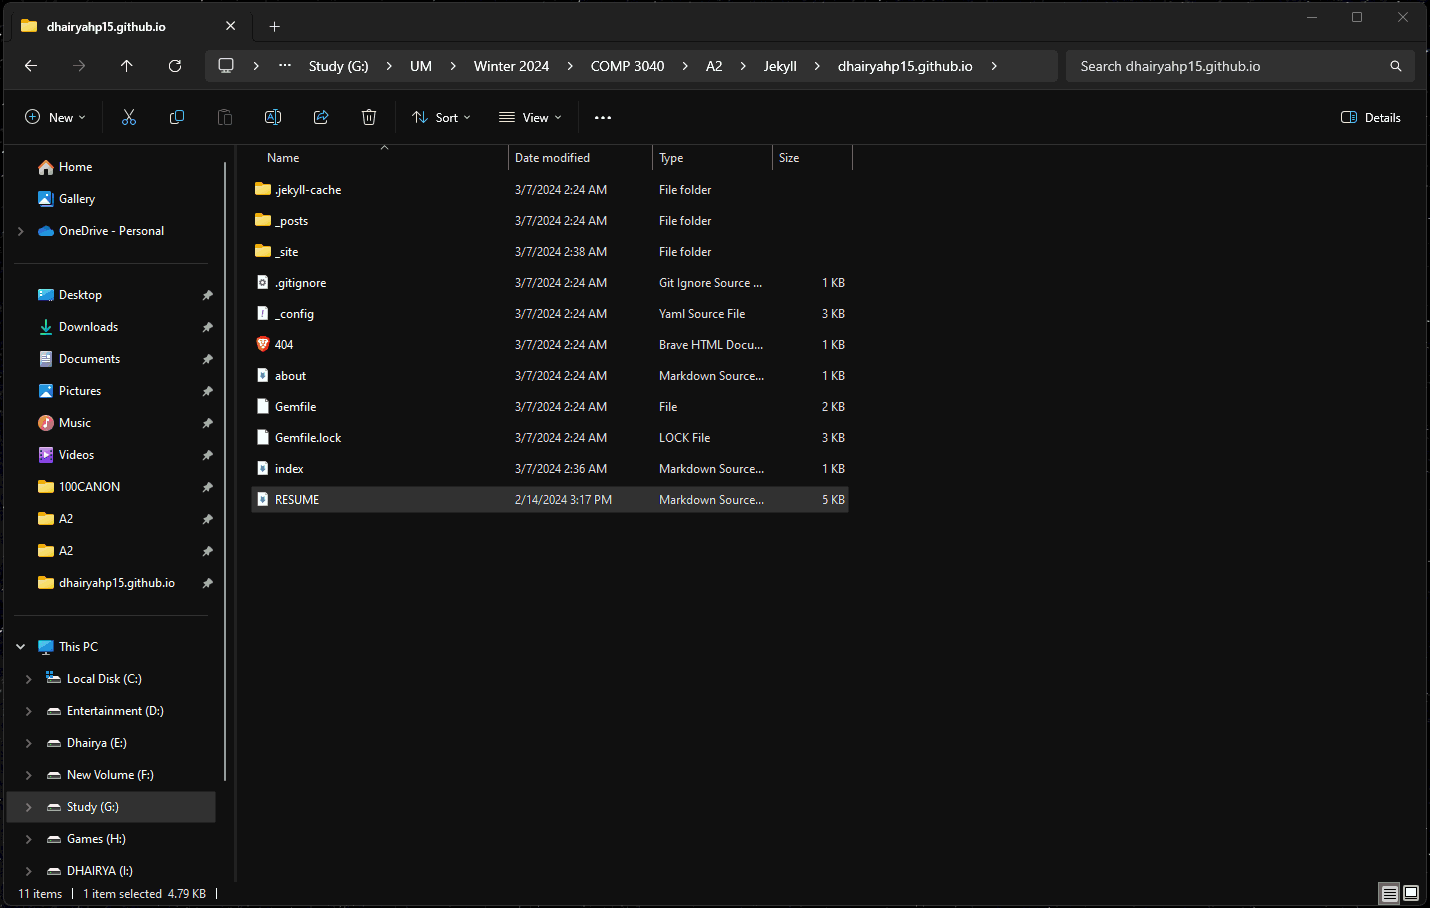 dhairyahp15.github.io
Study (G:) UM Winter 2024 COMP 3040 A2 Jekyll dhairyahp15.github.io Search dhairyahp15.github.io
New Sort View Details
Home
Gallery
OneDrive - Personal
Desktop
Downloads
Documents
Pictures
Music
Videos
100CANON
A2
A2
dhairyahp15.github.io
This PC
Local Disk (C:)
Entertainment (D:)
Dhairya (E:)
New Volume (F:)
Study (G:)
Games (H:)
DHAIRYA (I:)
Name Date modified Type Size
.jekyll-cache 3/7/2024 2:24 AM File folder
_posts 3/7/2024 2:24 AM File folder
_site 3/7/2024 2:38 AM File folder
.gitignore 3/7/2024 2:24 AM Git Ignore Source ... 1 KB
_config 3/7/2024 2:24 AM Yaml Source File 3 KB
404 3/7/2024 2:24 AM Brave HTML Docu... 1 KB
about 3/7/2024 2:24 AM Markdown Source... 1 KB
Gemfile 3/7/2024 2:24 AM File 2 KB
Gemfile.lock 3/7/2024 2:24 AM LOCK File 3 KB
index 3/7/2024 2:36 AM Markdown Source... 1 KB
RESUME 2/14/2024 3:17 PM Markdown Source... 5 KB
11 items 1 item selected 4.79 KB